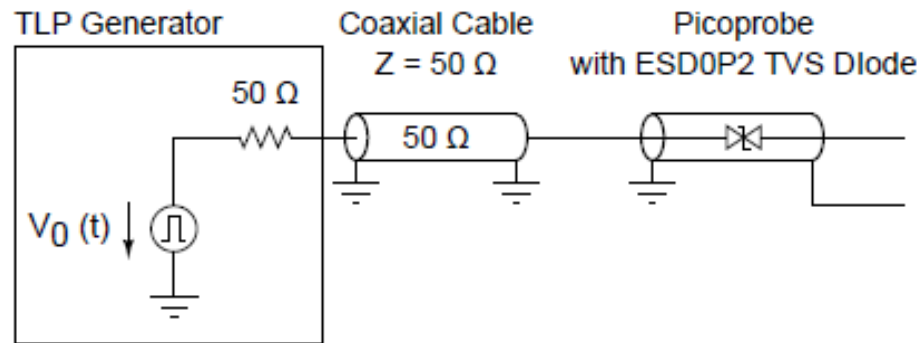 TLP Generator
Coaxial Cable
Z = 50 Ω
Picoprobe
with ESD0P2 TVS DIode
50 Ω
50 Ω
V0 (t)